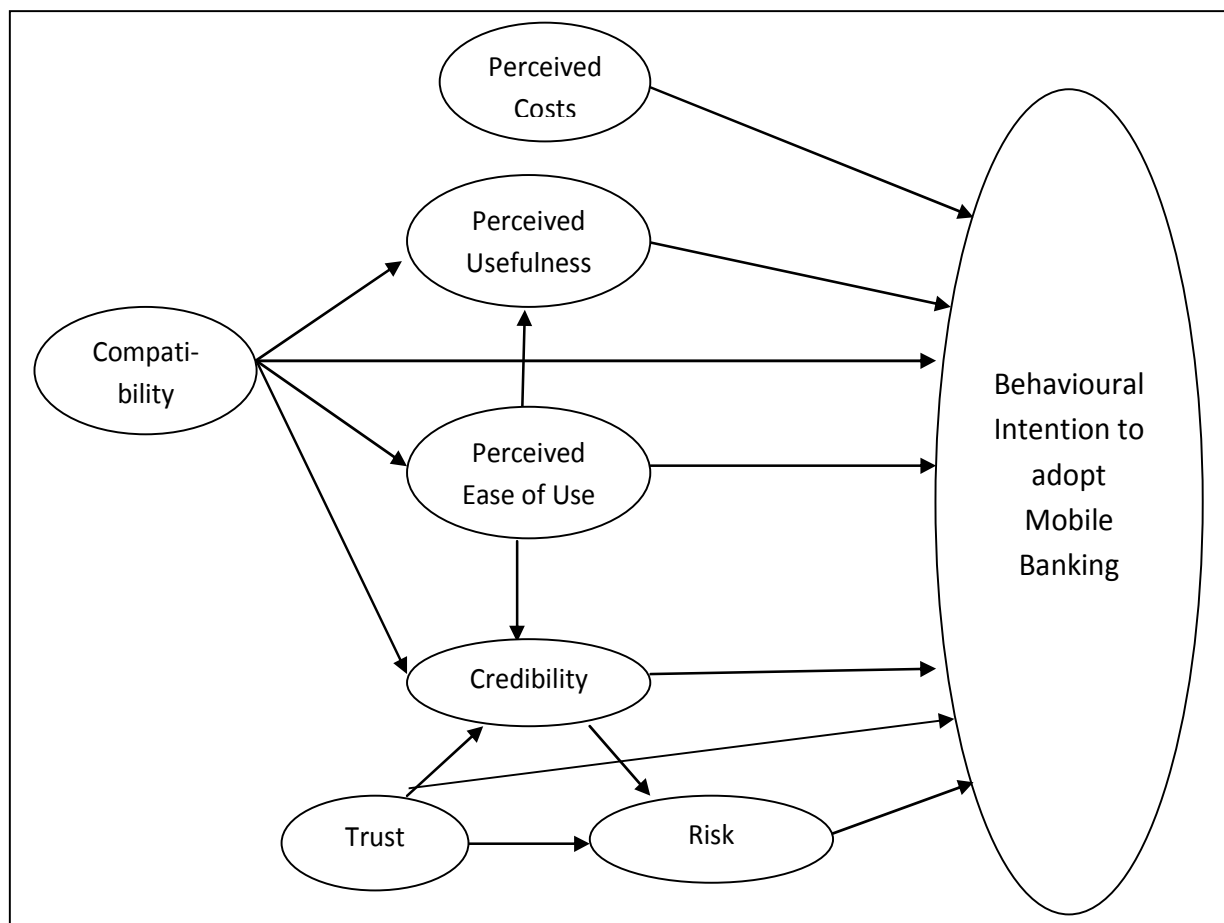 Perceived
Costs
Perceived
Usefulness
Compati-
bility
Perceived
Ease of Use
Behavioural
Intention to
adopt
Mobile
Banking
Credibility
Trust
Risk